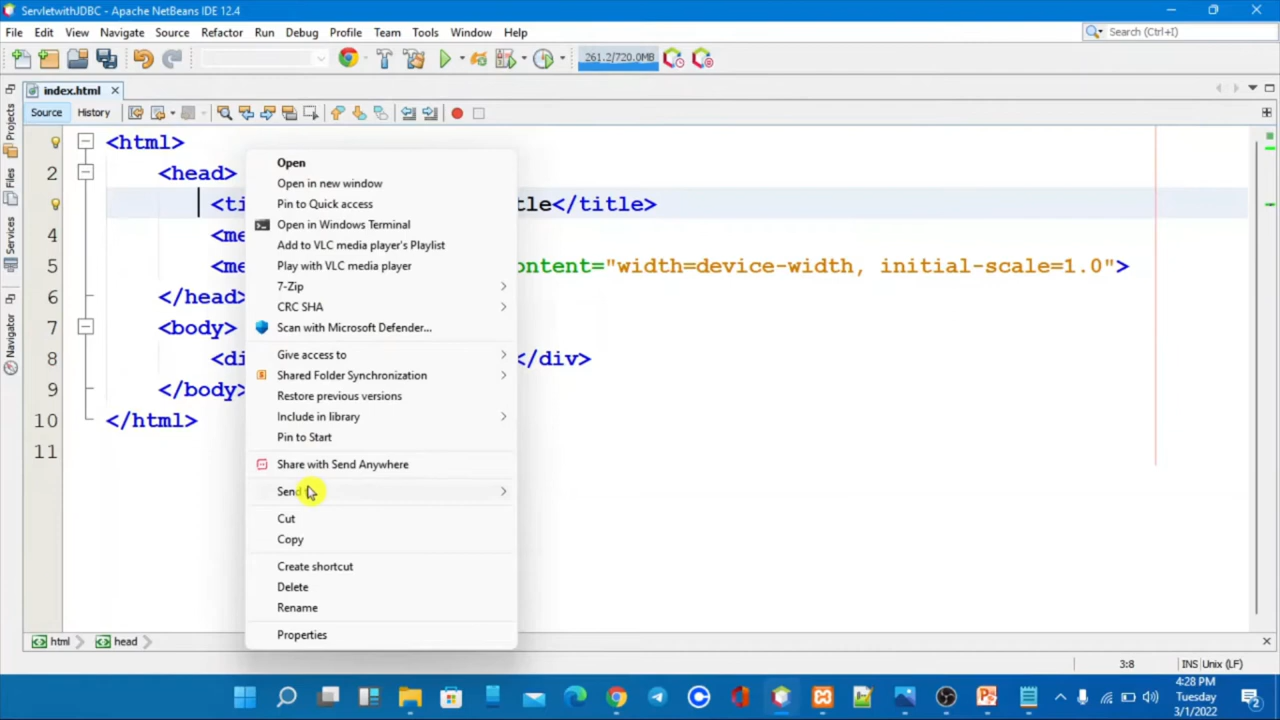 ServletwithJDBC - Apache NetBeans IDE 12.4
File Edit View Navigate Source Refactor Run Debug Profile Team Tools Window Help
Search (Ctrl+I)
261.2/720.0MB
index.html
Source History
Projects
Files
Services
Navigator
<html>
2 <head>
<ti tle</title>
4 <me
5 <me ontent="width=device-width, initial-scale=1.0">
6 </head>
7 <body>
8 <di </div>
9 </body>
10 </html>
11
Open
Open in new window
Pin to Quick access
Open in Windows Terminal
Add to VLC media player's Playlist
Play with VLC media player
7-Zip
CRC SHA
Scan with Microsoft Defender...
Give access to
Shared Folder Synchronization
Restore previous versions
Include in library
Pin to Start
Share with Send Anywhere
Send
Cut
Copy
Create shortcut
Delete
Rename
Properties
html head
3:8 INS Unix (LF)
4:28 PM
Tuesday
3/1/2022
2